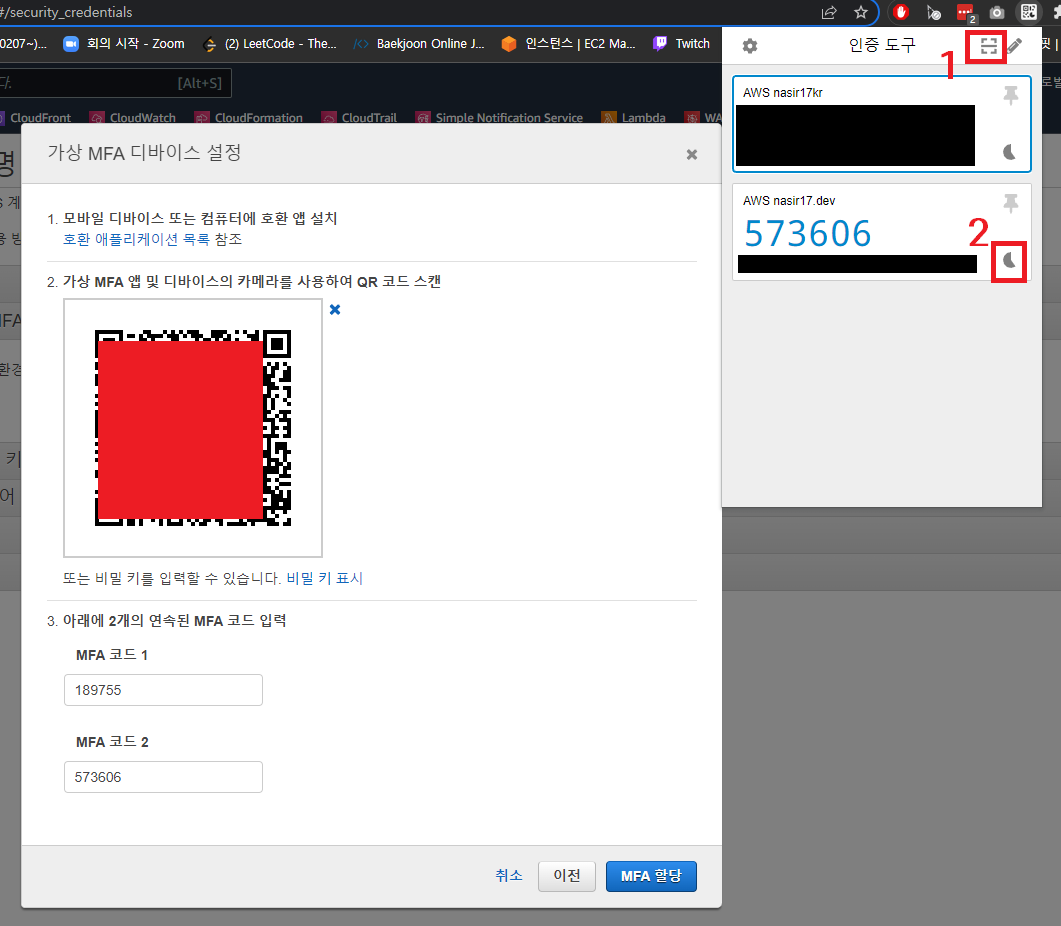 #/security_credentials
2
0207~)...
회의 시작 - Zoom
(2) LeetCode - The...
Baekjoon Online J...
인스턴스 | EC2 Ma...
Twitch
[Alt+S]
CloudFront
CloudWatch
CloudFormation
CloudTrail
Simple Notification Service
Lambda
WA
인증 도구
1
AWS nasir17kr
AWS nasir17.dev
573606
2
가상 MFA 디바이스 설정
1. 모바일 디바이스 또는 컴퓨터에 호환 앱 설치
호환 애플리케이션 목록 참조
2. 가상 MFA 앱 및 디바이스의 카메라를 사용하여 QR 코드 스캔
또는 비밀 키를 입력할 수 있습니다. 비밀 키 표시
3. 아래에 2개의 연속된 MFA 코드 입력
MFA 코드 1
189755
MFA 코드 2
573606
취소
이전
MFA 할당